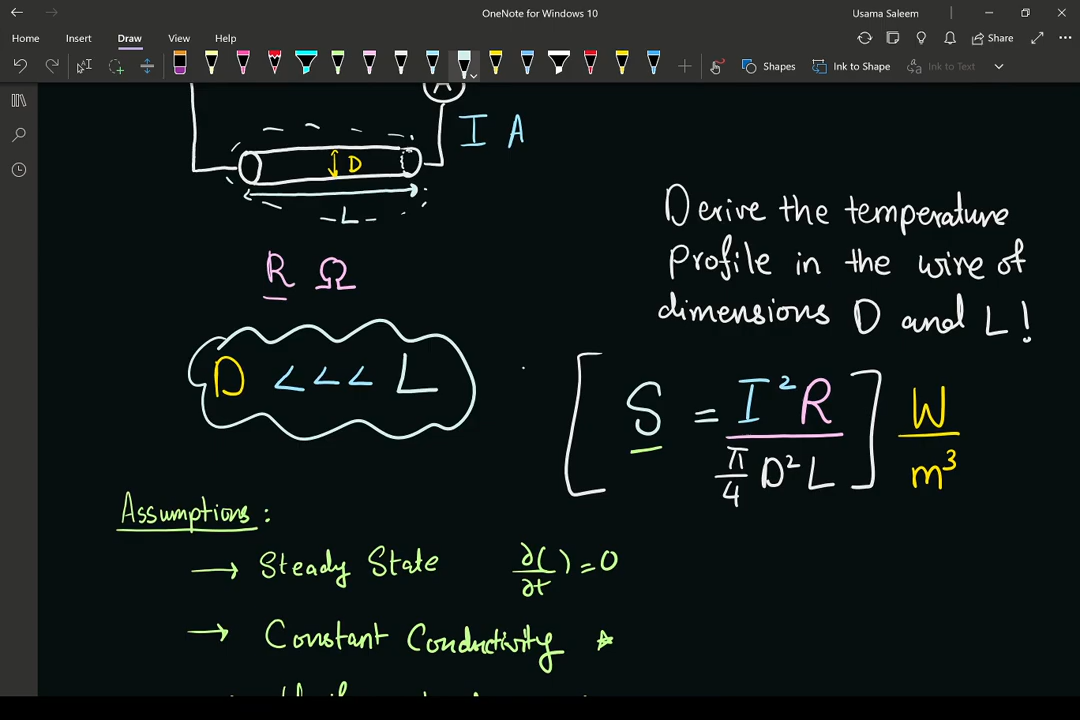 OneNote for Windows 10
Usama Saleem
Home Insert Draw View Help
Share
Shapes Ink to Shape Ink to Text
A
I A
D
L
R Ω
Derive the temperature
Profile in the wire of
dimensions D and L!
D <<< L
[ S = I²R / π/4 D²L ] W/m³
Assumptions:
→ Steady State ∂( )/∂t = 0
→ Constant Conductivity